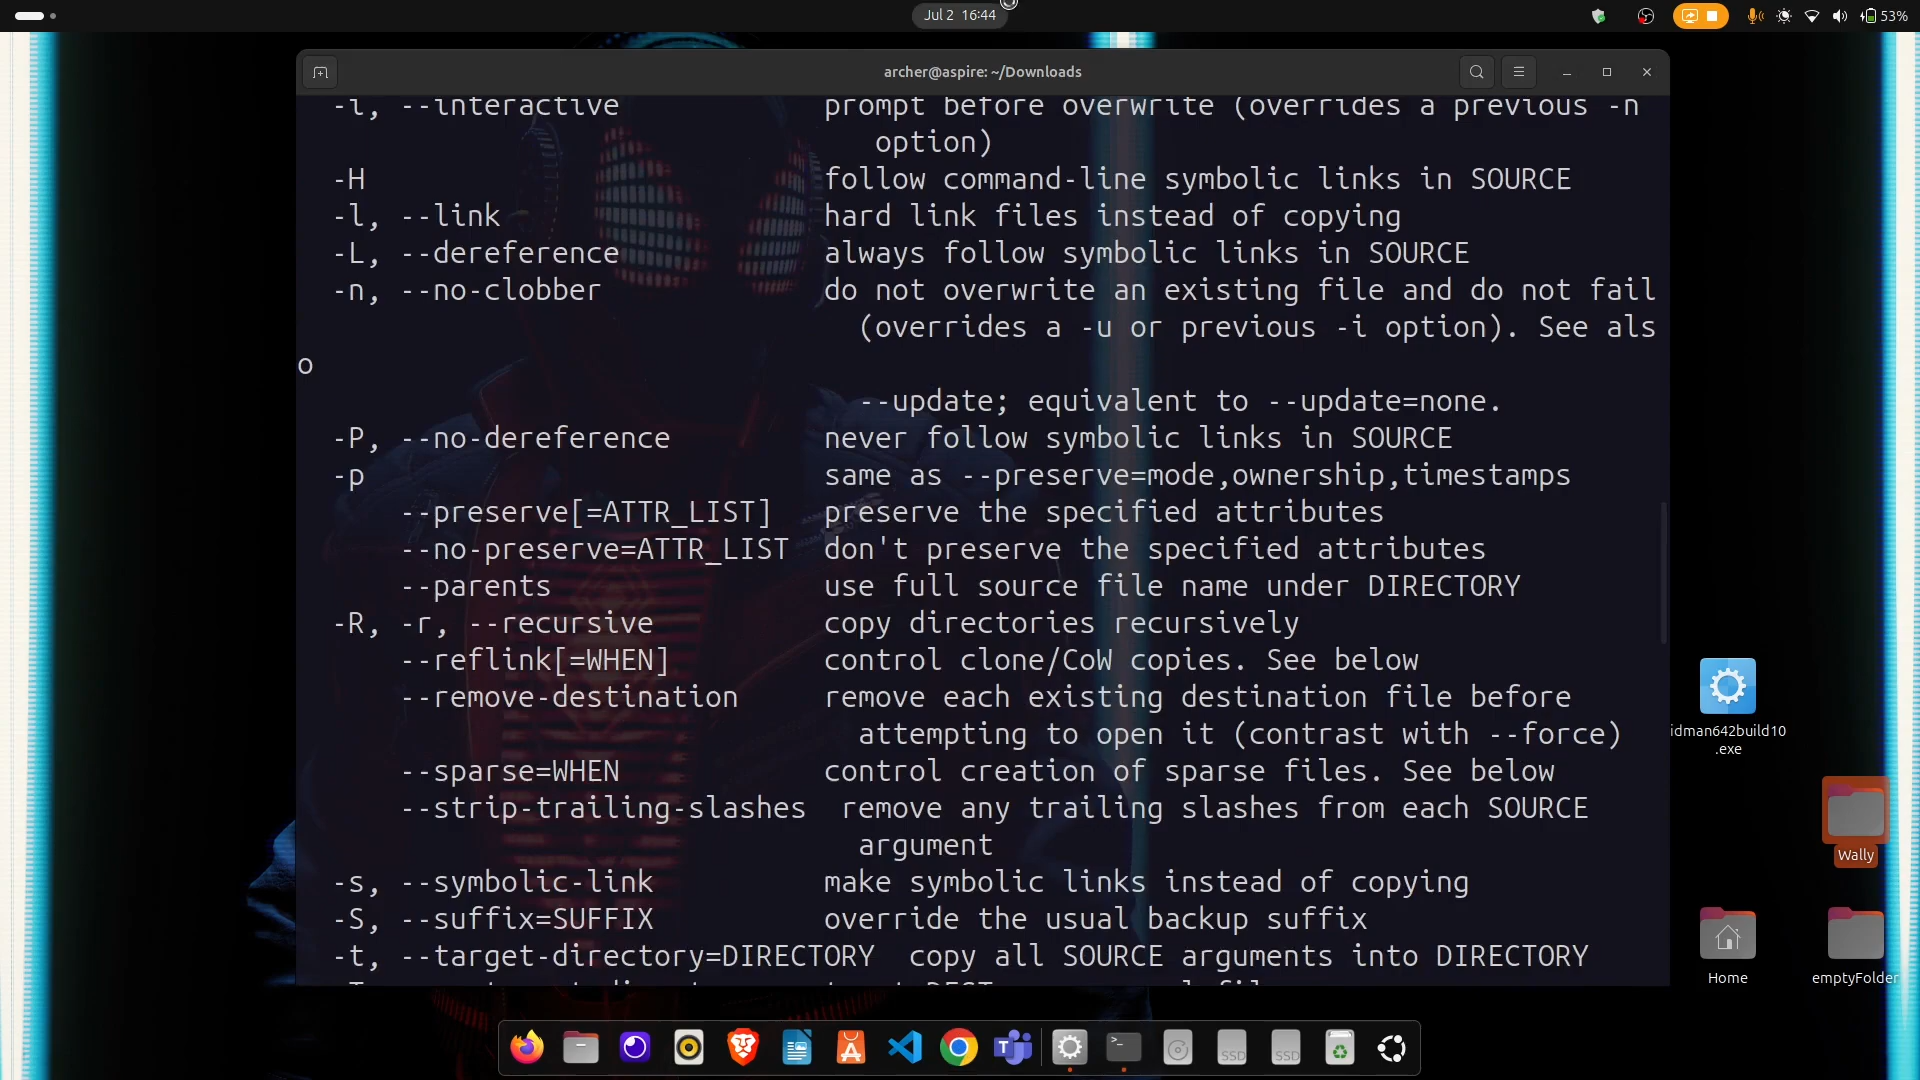 Jul 2 16:44
53%
archer@aspire: ~/Downloads
-i, --interactive prompt before overwrite (overrides a previous -n
option)
-H follow command-line symbolic links in SOURCE
-l, --link hard link files instead of copying
-L, --dereference always follow symbolic links in SOURCE
-n, --no-clobber do not overwrite an existing file and do not fail
(overrides a -u or previous -i option). See als
o
--update; equivalent to --update=none.
-P, --no-dereference never follow symbolic links in SOURCE
-p same as --preserve=mode,ownership,timestamps
--preserve[=ATTR_LIST] preserve the specified attributes
--no-preserve=ATTR_LIST don't preserve the specified attributes
--parents use full source file name under DIRECTORY
-R, -r, --recursive copy directories recursively
--reflink[=WHEN] control clone/CoW copies. See below
--remove-destination remove each existing destination file before
attempting to open it (contrast with --force)
--sparse=WHEN control creation of sparse files. See below
--strip-trailing-slashes remove any trailing slashes from each SOURCE
argument
-s, --symbolic-link make symbolic links instead of copying
-S, --suffix=SUFFIX override the usual backup suffix
-t, --target-directory=DIRECTORY copy all SOURCE arguments into DIRECTORY
idman642build10
.exe
Wally
Home
emptyFolder
SSD
SSD